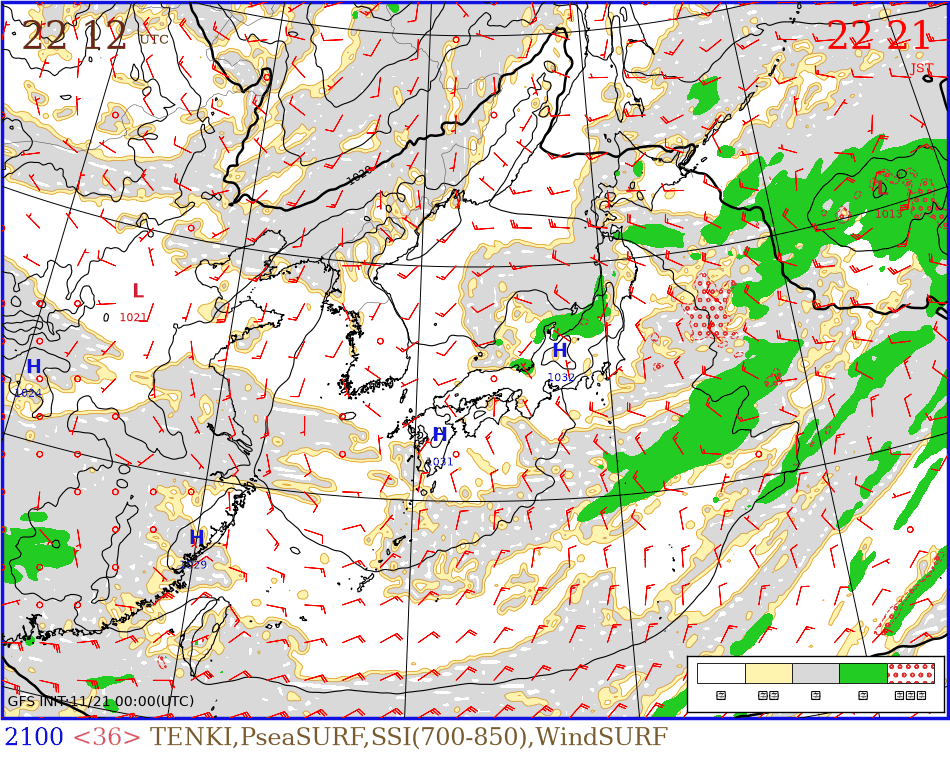 22 12 UTC
22 21
JST
1020
T
1013
L
1021
H
1024
H
1032
H
1031
H
1029
GFS INIT:11/21 00:00(UTC)
2100 <36> TENKI,PseaSURF,SSI(700-850),WindSURF